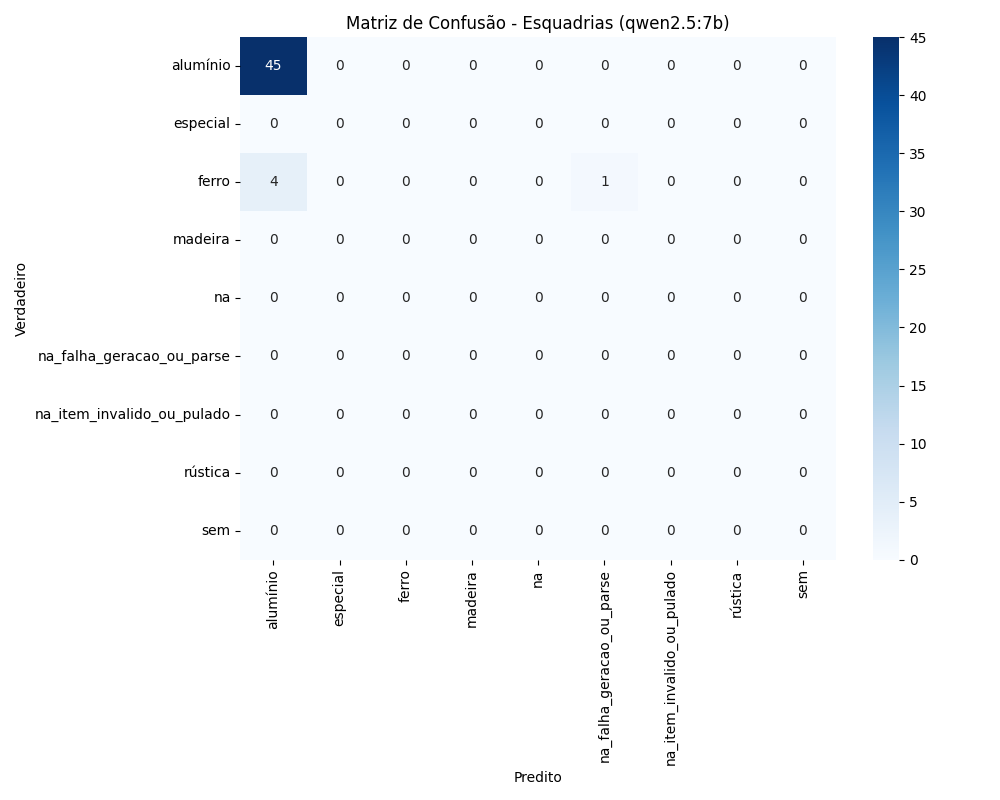 Matriz de Confusão - Esquadrias (qwen2.5:7b)
alumínio 45 0 0 0 0 0 0 0 0
especial 0 0 0 0 0 0 0 0 0
ferro 4 0 0 0 0 1 0 0 0
madeira 0 0 0 0 0 0 0 0 0
na 0 0 0 0 0 0 0 0 0
na_falha_geracao_ou_parse 0 0 0 0 0 0 0 0 0
na_item_invalido_ou_pulado 0 0 0 0 0 0 0 0 0
rústica 0 0 0 0 0 0 0 0 0
sem 0 0 0 0 0 0 0 0 0
Verdadeiro
alumínio
especial
ferro
madeira
na
na_falha_geracao_ou_parse
na_item_invalido_ou_pulado
rústica
sem
Predito
45
40
35
30
25
20
15
10
5
0